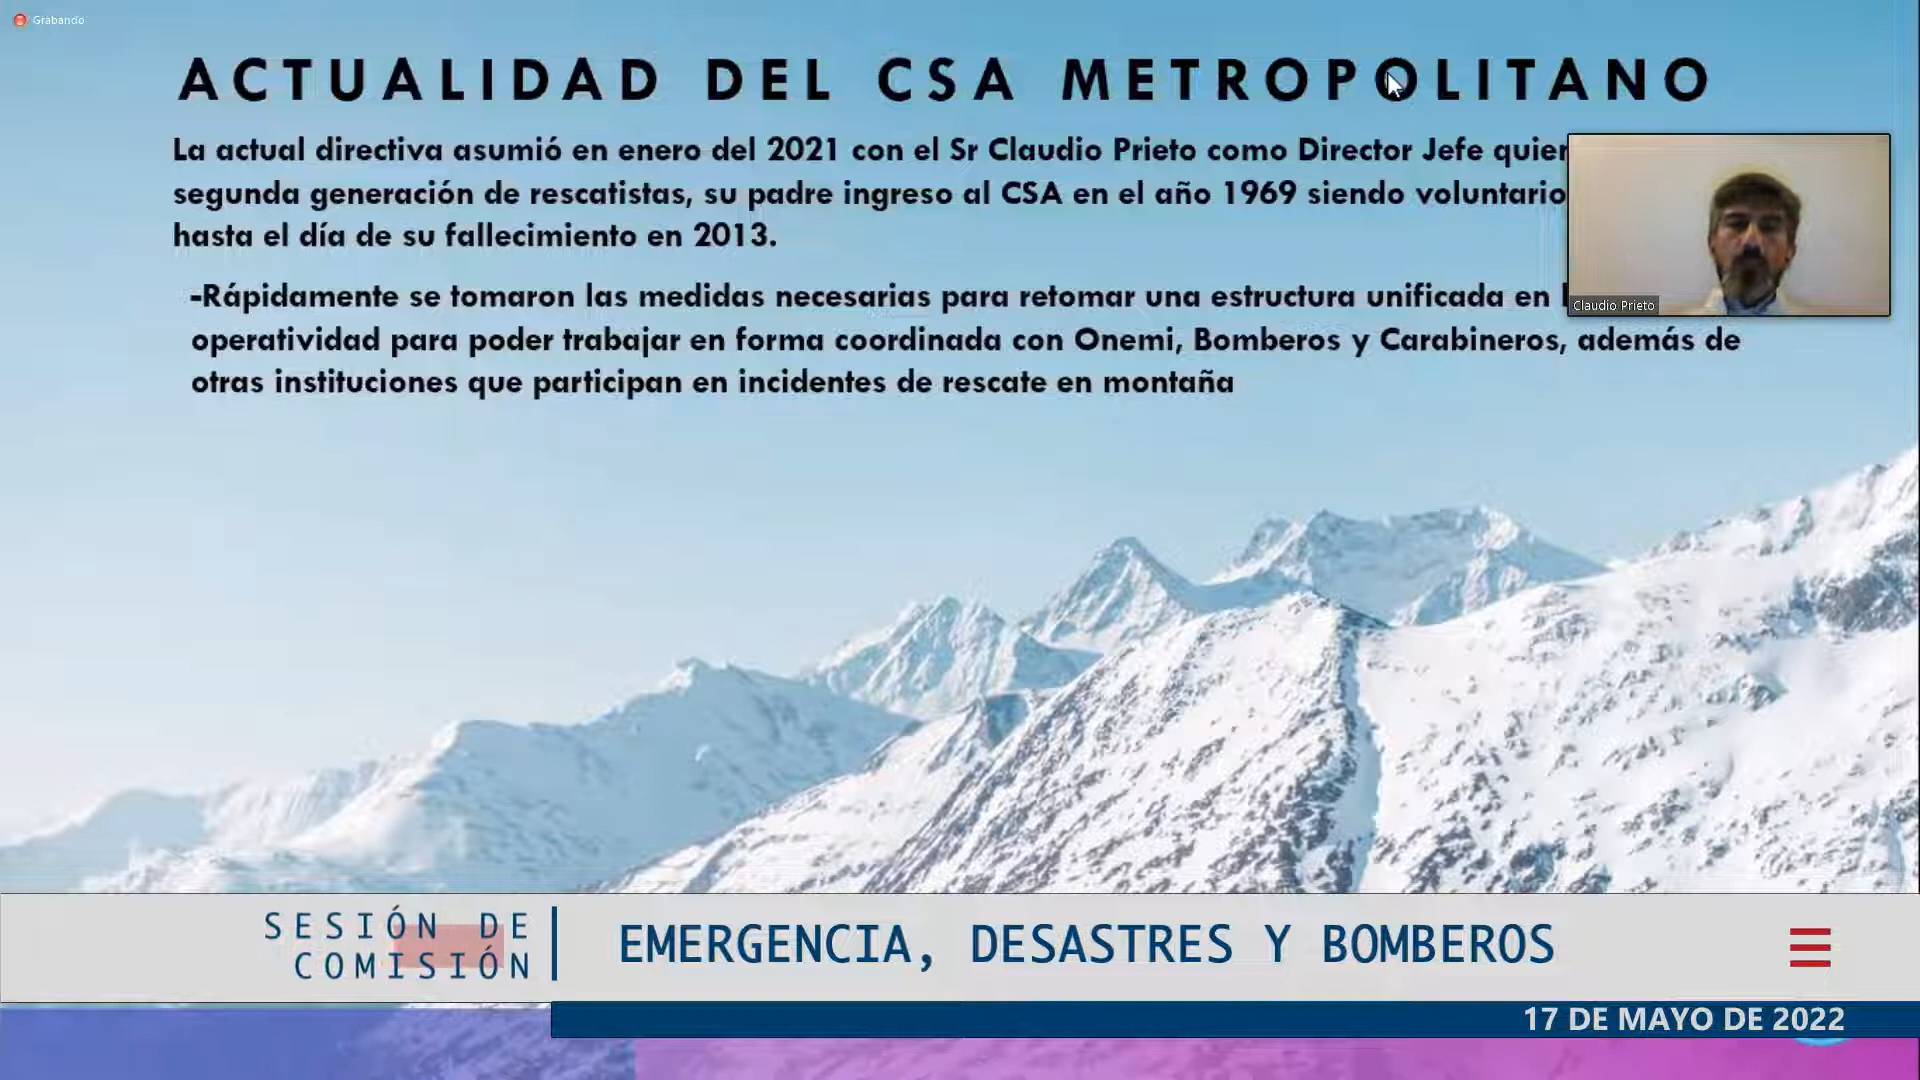 Grabando
ACTUALIDAD DEL CSA METROPOLITANO
La actual directiva asumió en enero del 2021 con el Sr Claudio Prieto como Director Jefe
segunda generación de rescatistas, su padre ingreso al CSA en el año 1969 siendo voluntario
hasta el día de su fallecimiento en 2013.
-Rápidamente se tomaron las medidas necesarias para retomar una estructura unificada en
operatividad para poder trabajar en forma coordinada con Onemi, Bomberos y Carabineros, además de
otras instituciones que participan en incidentes de rescate en montaña
Claudio Prieto
SESIÓN DE
COMISIÓN
EMERGENCIA, DESASTRES Y BOMBEROS
17 DE MAYO DE 2022